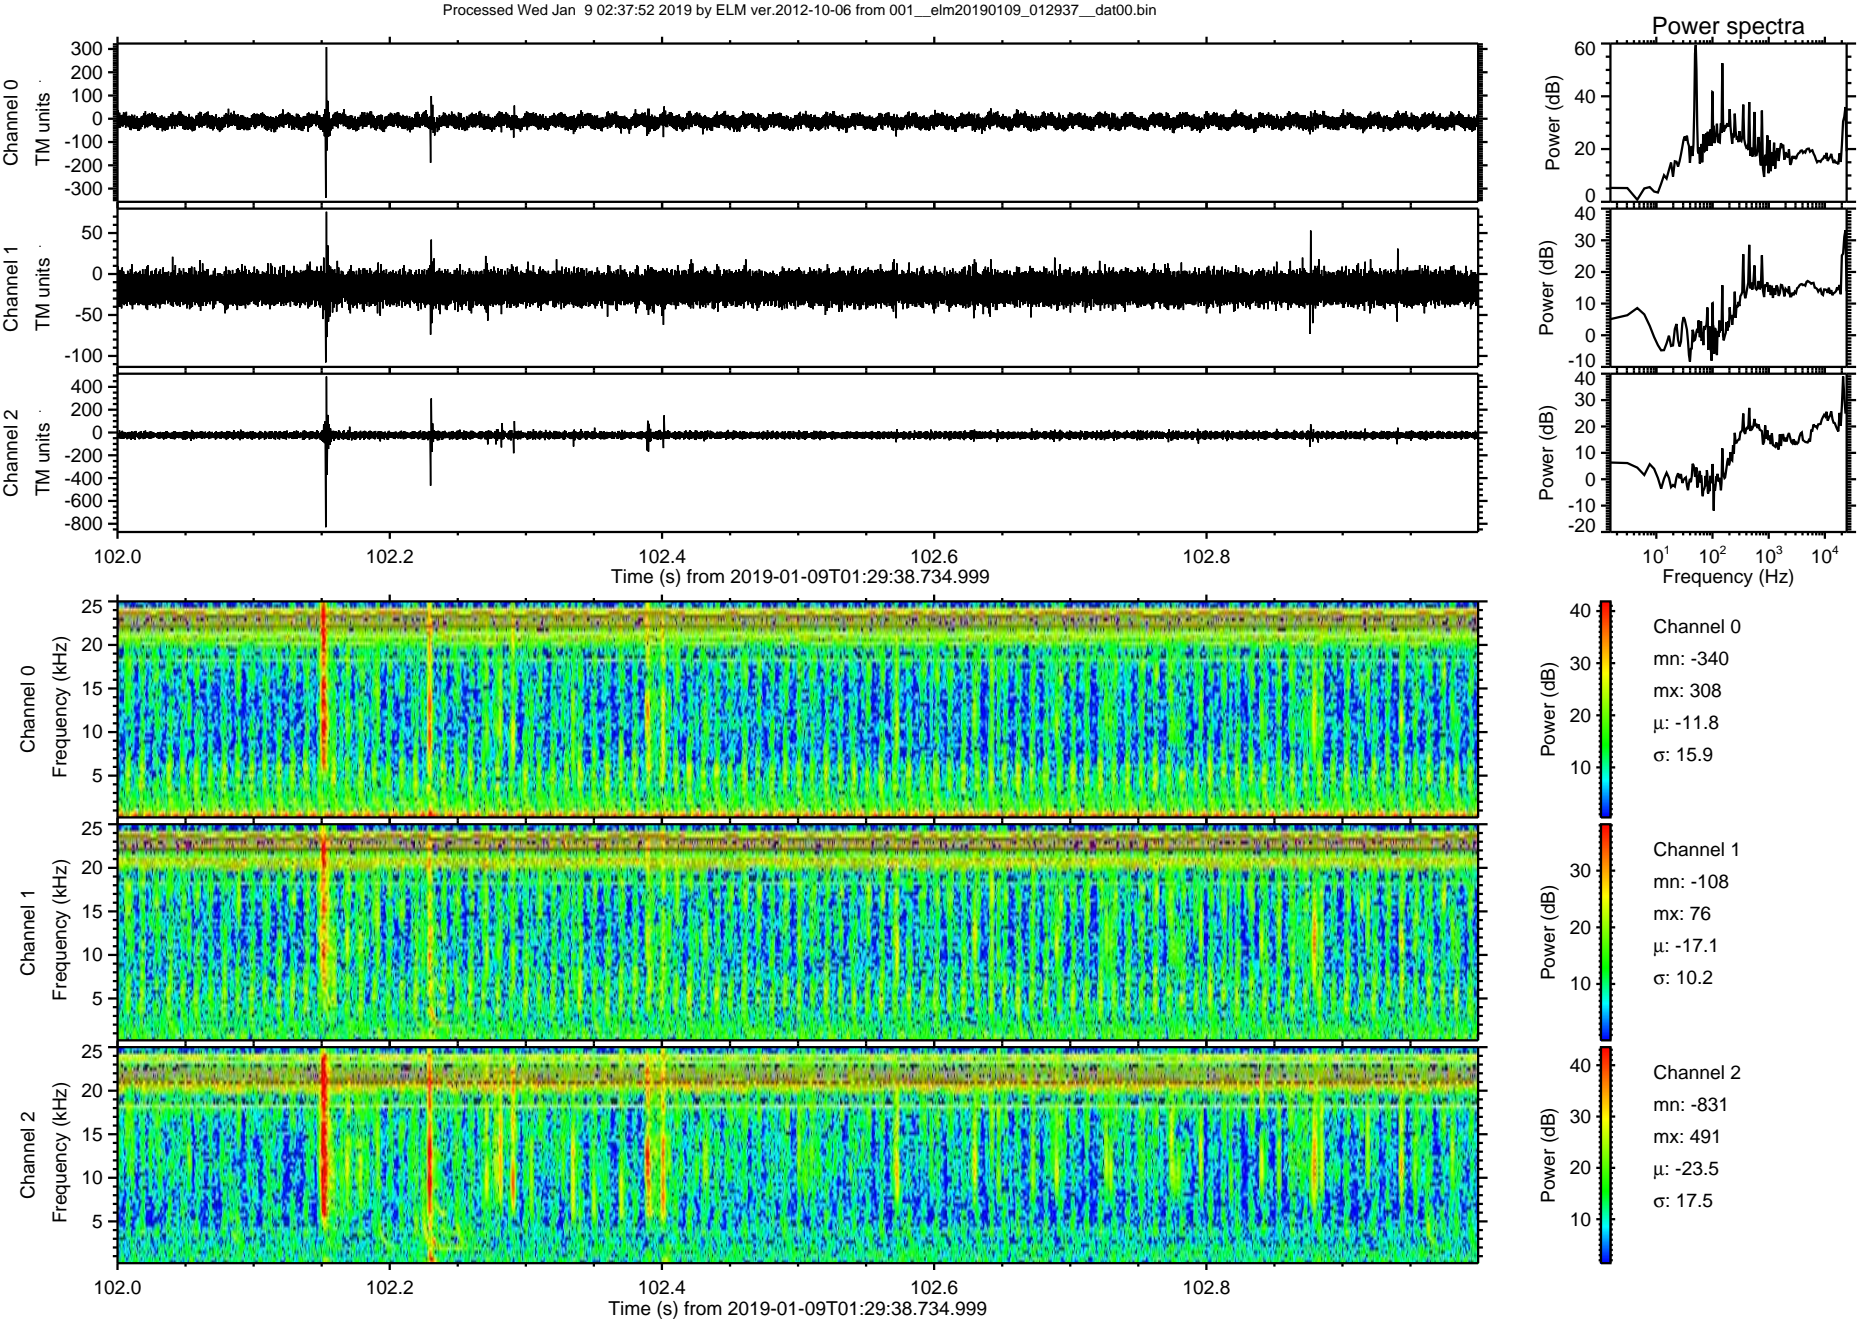 Processed Wed Jan  9 02:37:52 2019 by ELM ver.2012-10-06 from 001__elm20190109_012937__dat00.bin
Power spectra
Channel 0
TM units
300
200
100
0
-100
-200
-300
Power (dB)
60
40
20
0
Channel 1
TM units
50
0
-50
-100
Power (dB)
40
30
20
10
0
-10
Channel 2
TM units
400
200
0
-200
-400
-600
-800
Power (dB)
40
30
20
10
0
-10
-20
102.0 102.2 102.4 102.6 102.8
Time (s) from 2019-01-09T01:29:38.734.999
10¹ 10² 10³ 10⁴
Frequency (Hz)
Channel 0
Frequency (kHz)
25
20
15
10
5
Power (dB)
40
30
20
10
Channel 0
mn: -340
mx: 308
µ: -11.8
σ: 15.9
Channel 1
Frequency (kHz)
25
20
15
10
5
Power (dB)
30
20
10
Channel 1
mn: -108
mx: 76
µ: -17.1
σ: 10.2
Channel 2
Frequency (kHz)
25
20
15
10
5
Power (dB)
40
30
20
10
Channel 2
mn: -831
mx: 491
µ: -23.5
σ: 17.5
102.0 102.2 102.4 102.6 102.8
Time (s) from 2019-01-09T01:29:38.734.999